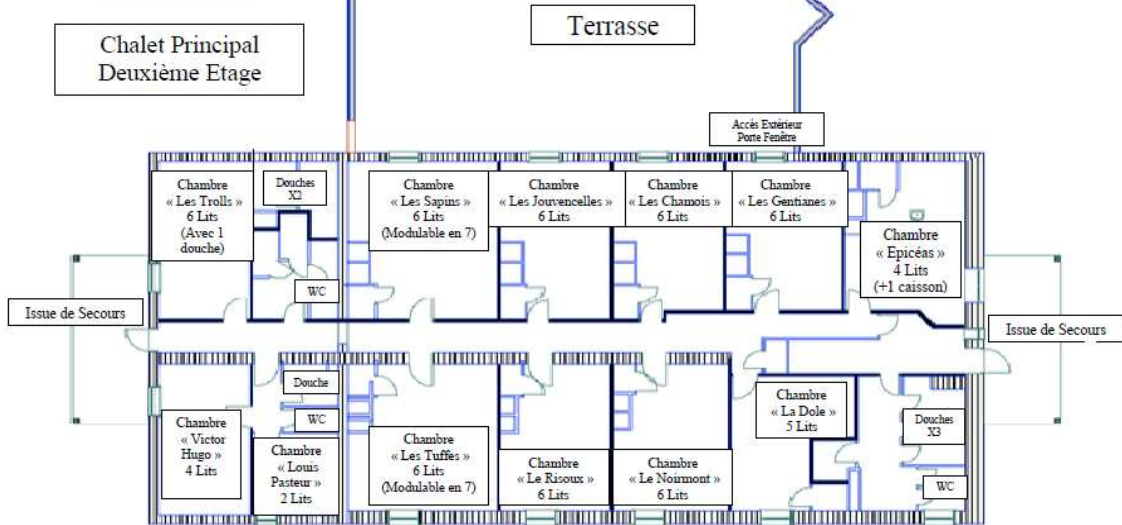 Chalet Principal
Deuxième Etage
Terrasse
Accès Extérieur
Porte Fenêtre
Chambre
« Les Trolls »
6 Lits
(Avec 1
douche)
Douches
X2
WC
Chambre
« Les Sapins »
6 Lits
(Modulable en 7)
Chambre
« Les Jouvencelles »
6 Lits
Chambre
« Les Chamois »
6 Lits
Chambre
« Les Gentianes »
6 Lits
Chambre
« Epicéas »
4 Lits
(+1 caisson)
Issue de Secours
Issue de Secours
Chambre
« Victor
Hugo »
4 Lits
Douche
WC
Chambre
« Louis
Pasteur »
2 Lits
Chambre
« Les Tuffes »
6 Lits
(Modulable en 7)
Chambre
« Le Risoux »
6 Lits
Chambre
« Le Noirmont »
6 Lits
Chambre
« La Dole »
5 Lits
Douches
X3
WC